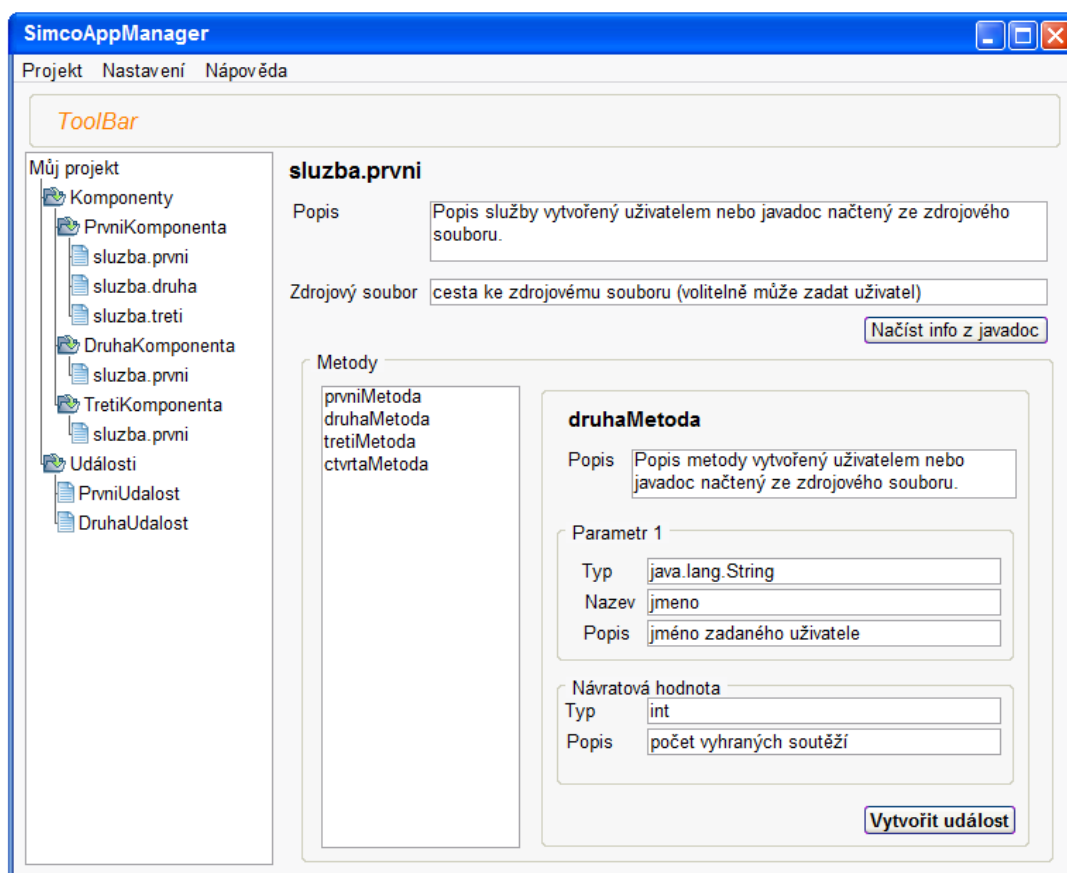 SimcoAppManager
Projekt Nastavení Nápověda
ToolBar
Můj projekt
Komponenty
PrvniKomponenta
sluzba.prvni
sluzba.druha
sluzba.treti
DruhaKomponenta
sluzba.prvni
TretiKomponenta
sluzba.prvni
Události
PrvniUdalost
DruhaUdalost
sluzba.prvni
Popis
Popis služby vytvořený uživatelem nebo javadoc načtený ze zdrojového
souboru.
Zdrojový soubor cesta ke zdrojovému souboru (volitelně může zadat uživatel)
Načíst info z javadoc
Metody
prvniMetoda
druhaMetoda
tretiMetoda
ctvrtaMetoda
druhaMetoda
Popis Popis metody vytvořený uživatelem nebo
javadoc načtený ze zdrojového souboru.
Parametr 1
Typ java.lang.String
Nazev jmeno
Popis jméno zadaného uživatele
Návratová hodnota
Typ int
Popis počet vyhraných soutěží
Vytvořit událost